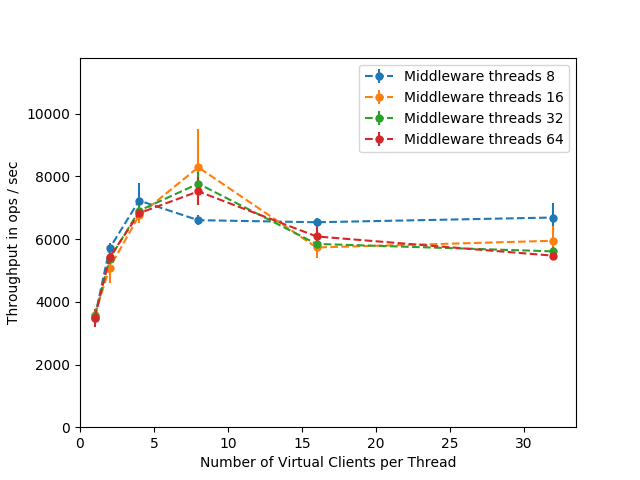 Middleware threads 8
Middleware threads 16
Middleware threads 32
Middleware threads 64
10000
8000
6000
4000
2000
0
Throughput in ops / sec
0 5 10 15 20 25 30
Number of Virtual Clients per Thread